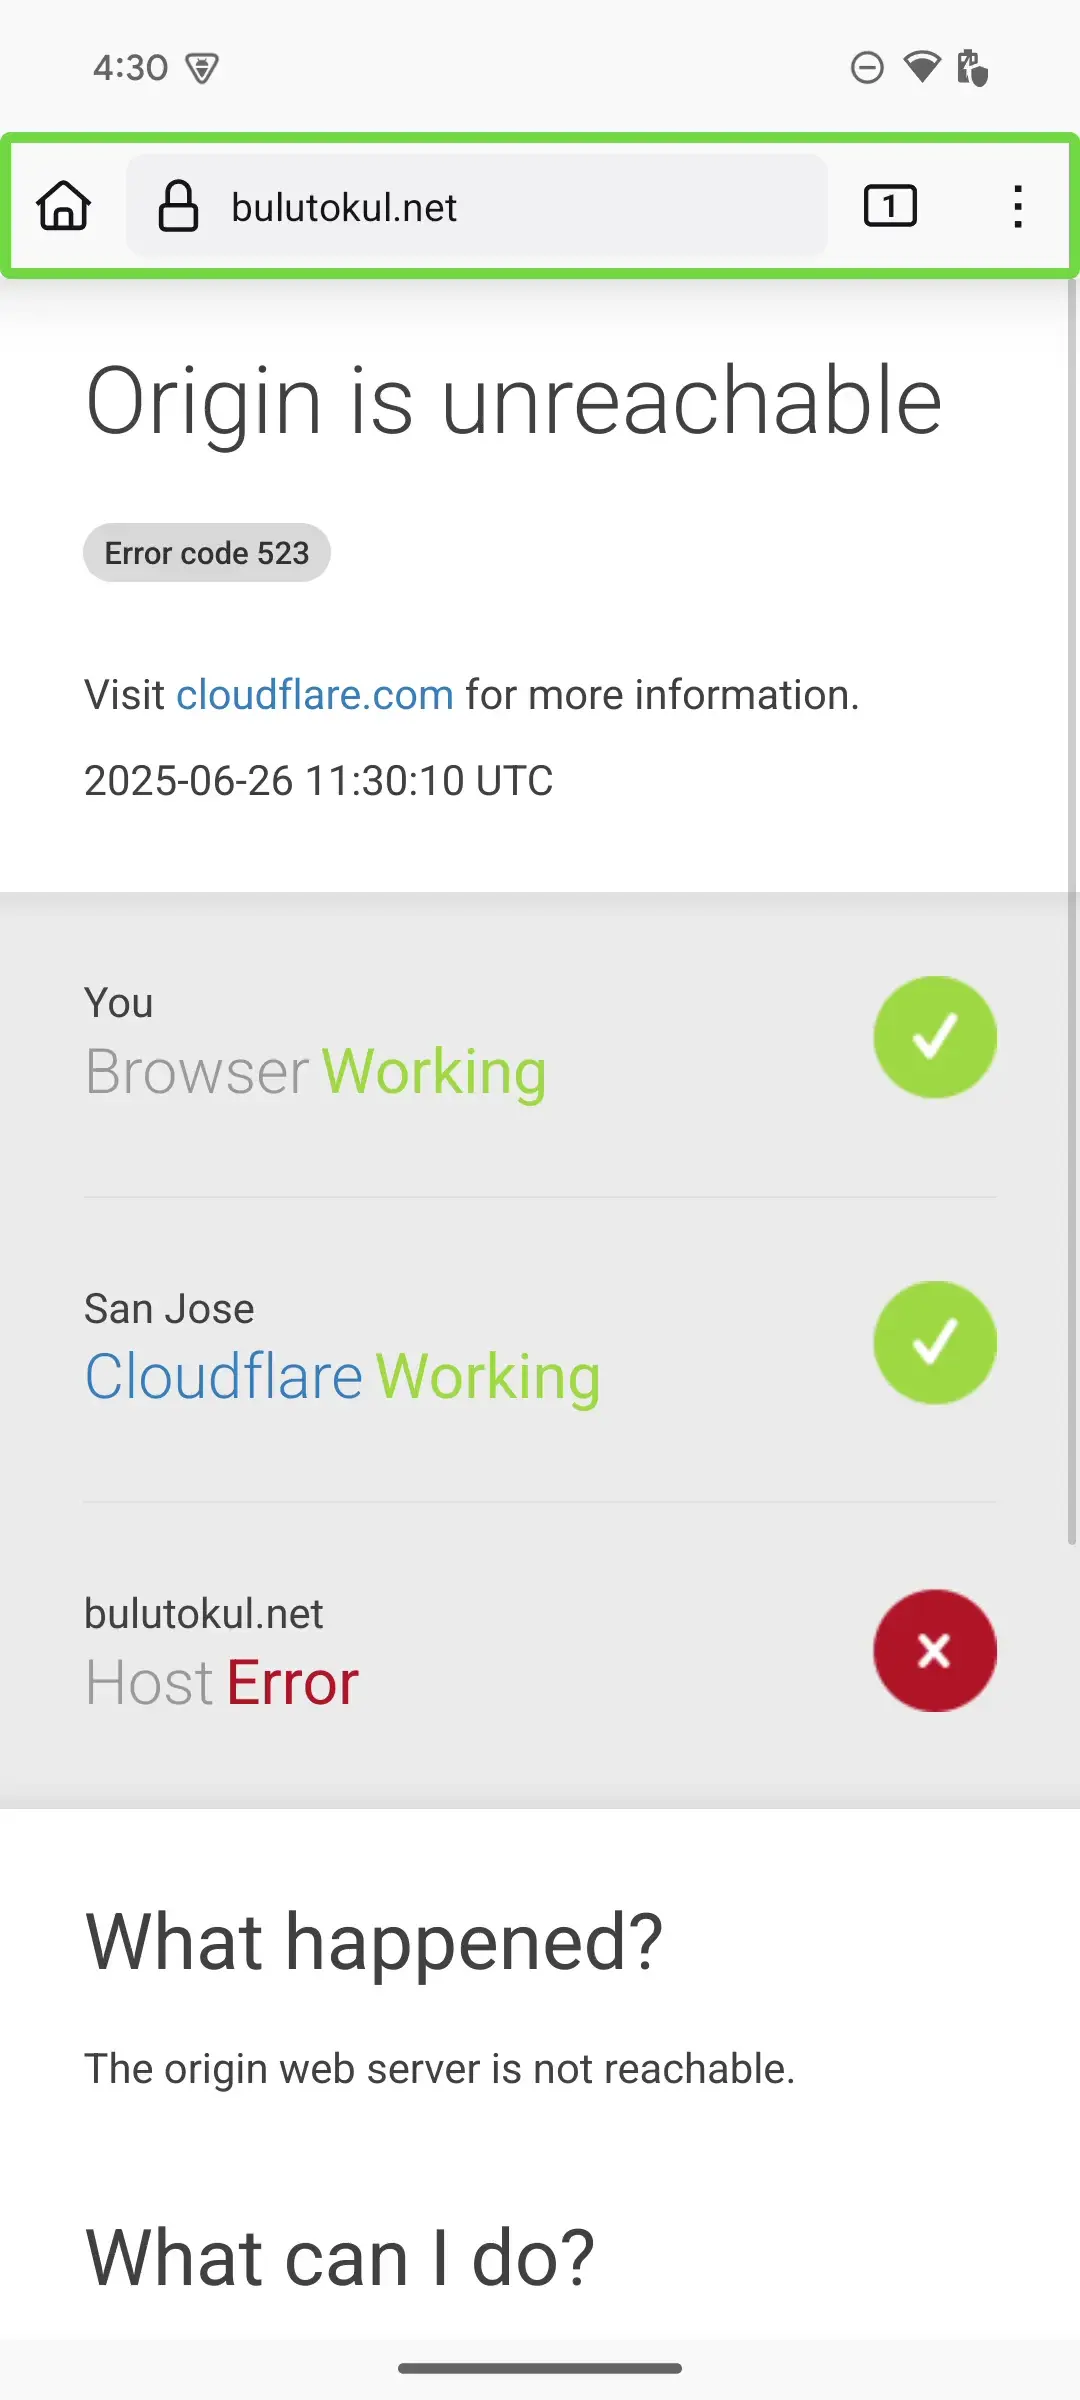 4:30
bulutokul.net
1
Origin is unreachable
Error code 523
Visit cloudflare.com for more information.
2025-06-26 11:30:10 UTC
You
Browser Working
San Jose
Cloudflare Working
bulutokul.net
Host Error
What happened?
The origin web server is not reachable.
What can I do?